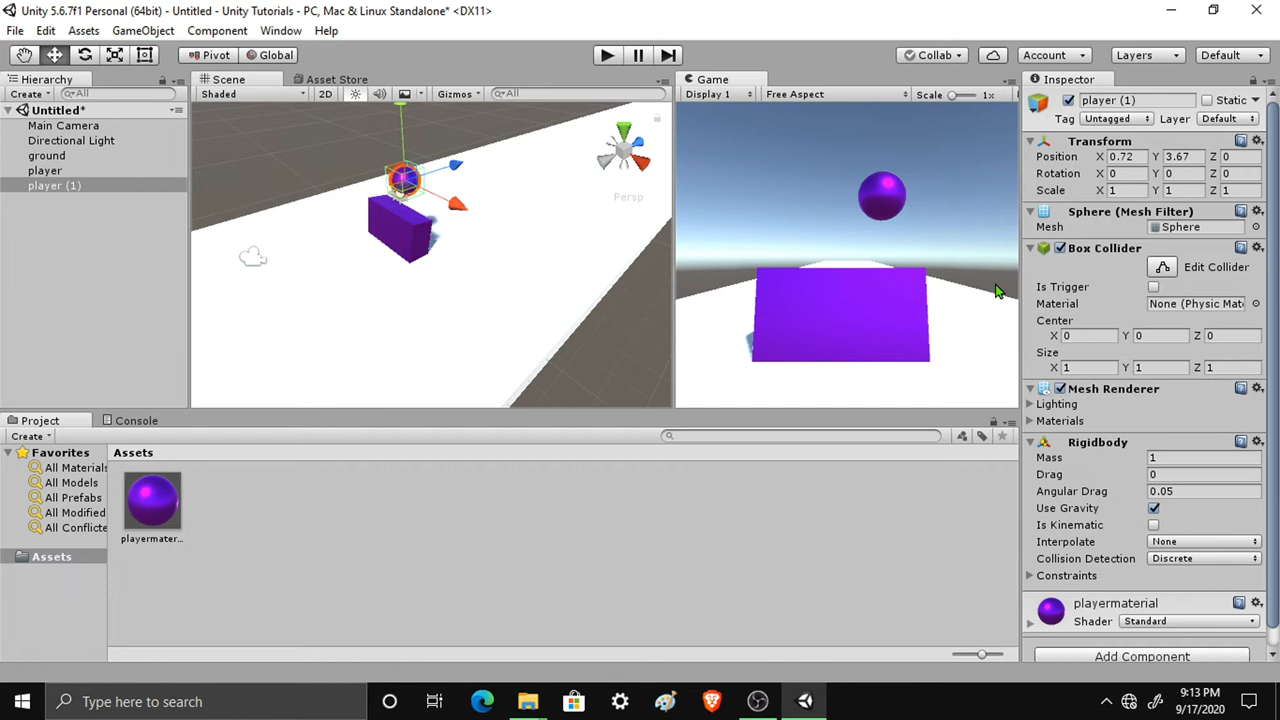 Unity 5.6.7f1 Personal (64bit) - Untitled - Unity Tutorials - PC, Mac & Linux Standalone* <DX11>
File Edit Assets GameObject Component Window Help
Pivot Global Collab Account Layers Default
Hierarchy Scene Asset Store Game Inspector
Create All Shaded 2D Gizmos All Display 1 Free Aspect Scale 1x player (1) Static
Untitled* Tag Untagged Layer Default
Main Camera
Directional Light
ground
player
player (1)
Persp
Transform
Position X 0.72 Y 3.67 Z 0
Rotation X 0 Y 0 Z 0
Scale X 1 Y 1 Z 1
Sphere (Mesh Filter)
Mesh Sphere
Box Collider
Edit Collider
Is Trigger
Material None (Physic Mate
Center
X 0 Y 0 Z 0
Size
X 1 Y 1 Z 1
Mesh Renderer
Lighting
Materials
Rigidbody
Mass 1
Drag 0
Angular Drag 0.05
Use Gravity
Is Kinematic
Interpolate None
Collision Detection Discrete
Constraints
playermaterial
Shader Standard
Add Component
Project Console
Create
Favorites
All Materials
All Models
All Prefabs
All Modified
All Conflicte
Assets
Assets
playermater...
Type here to search
9:13 PM
9/17/2020